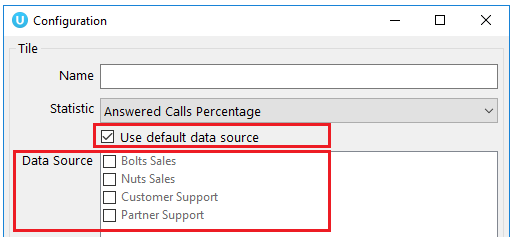 U Configuration
Tile
Name
Statistic Answered Calls Percentage
Use default data source
Data Source Bolts Sales
Nuts Sales
Customer Support
Partner Support